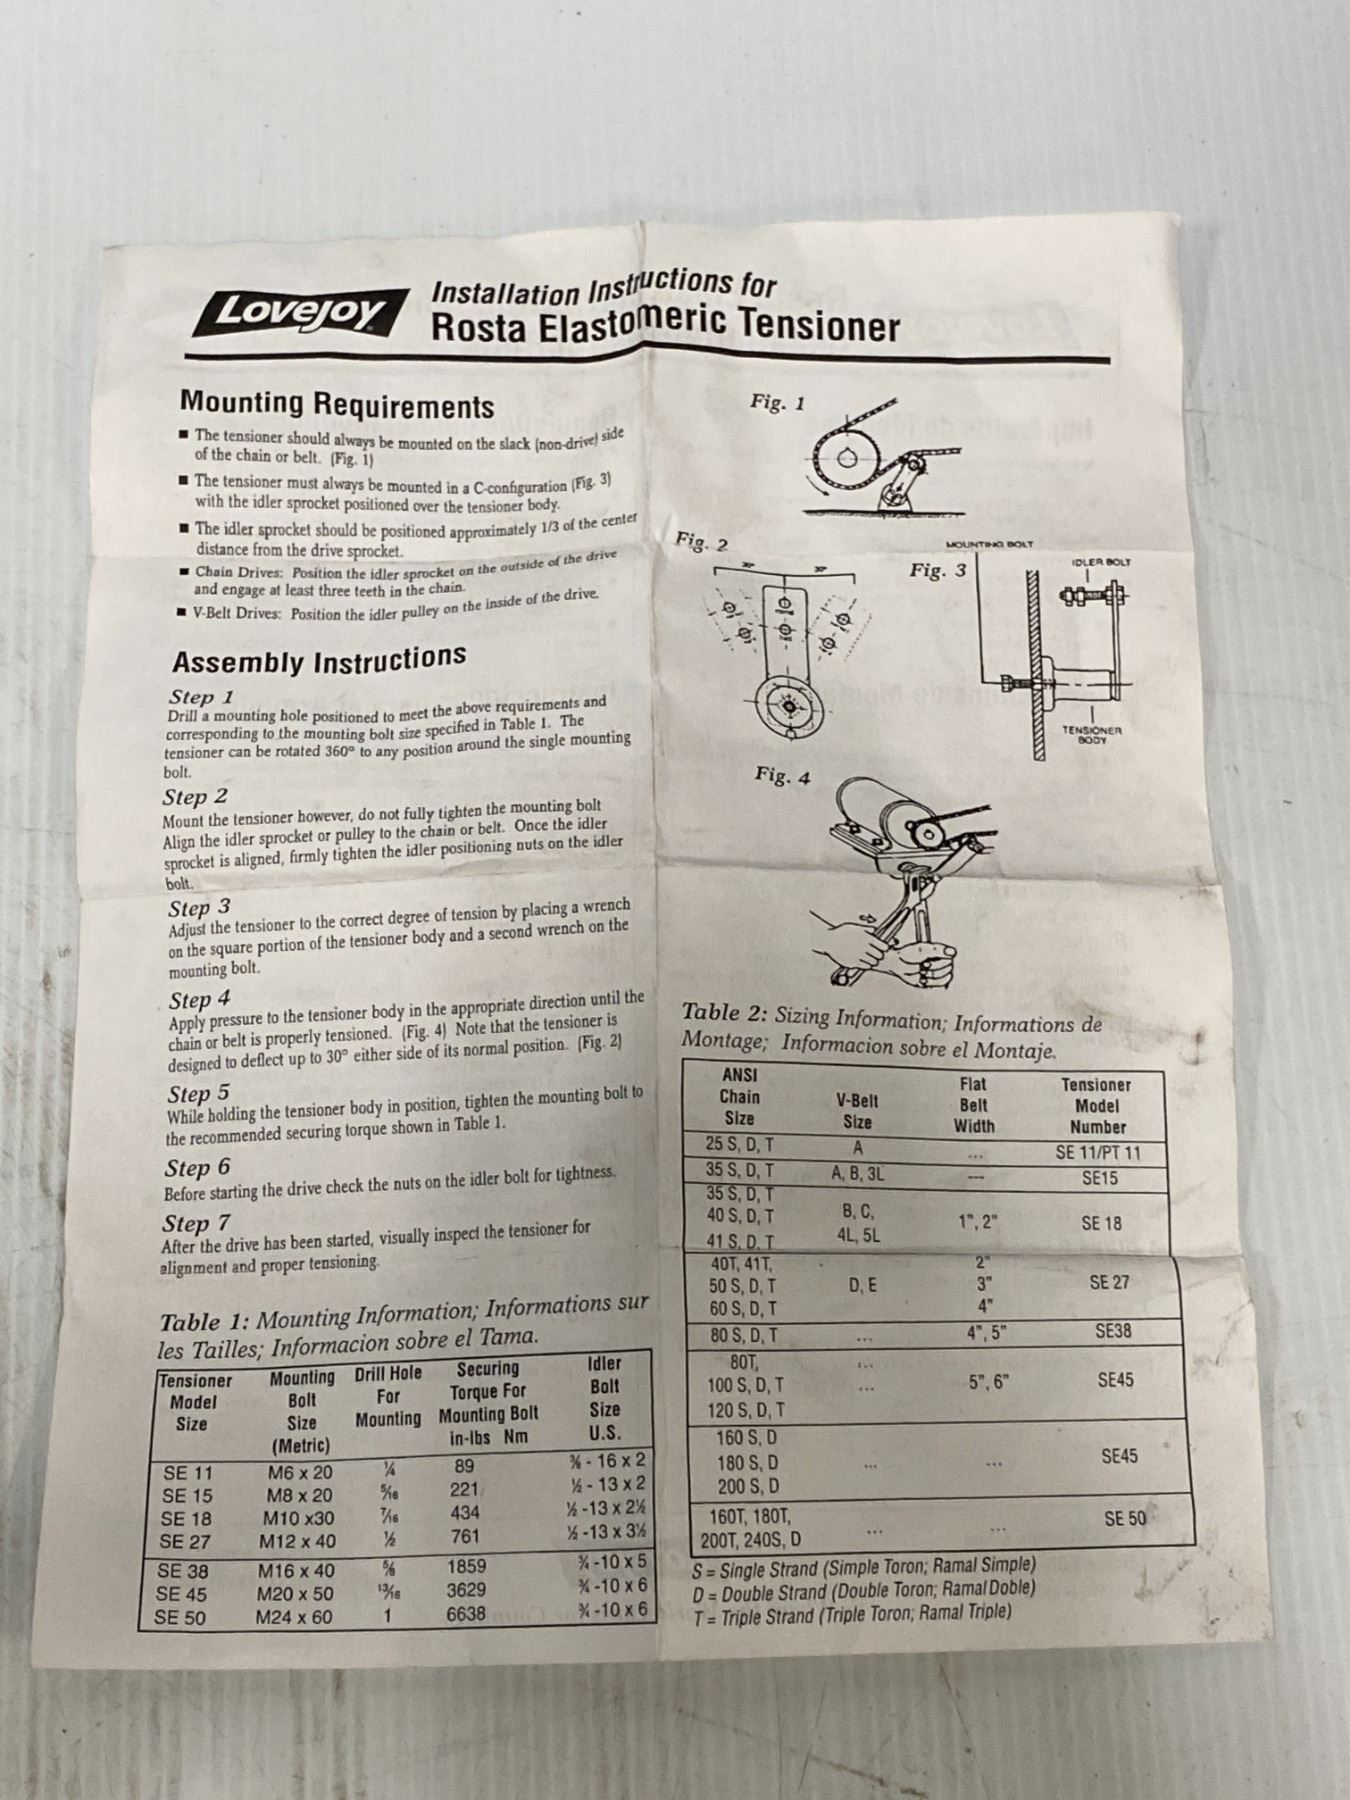 Lovejoy
Installation Instructions for
Rosta Elastomeric Tensioner
Mounting Requirements
■ The tensioner should always be mounted on the slack (non-drive) side
of the chain or belt. (Fig. 1)
■ The tensioner must always be mounted in a C-configuration (Fig. 3)
with the idler sprocket positioned over the tensioner body.
■ The idler sprocket should be positioned approximately 1/3 of the center
distance from the drive sprocket.
■ Chain Drives: Position the idler sprocket on the outside of the drive
and engage at least three teeth in the chain.
■ V-Belt Drives: Position the idler pulley on the inside of the drive.
Assembly Instructions
Step 1
Drill a mounting hole positioned to meet the above requirements and
corresponding to the mounting bolt size specified in Table 1. The
tensioner can be rotated 360° to any position around the single mounting
bolt.
Step 2
Mount the tensioner however, do not fully tighten the mounting bolt
Align the idler sprocket or pulley to the chain or belt. Once the idler
sprocket is aligned, firmly tighten the idler positioning nuts on the idler
bolt.
Step 3
Adjust the tensioner to the correct degree of tension by placing a wrench
on the square portion of the tensioner body and a second wrench on the
mounting bolt.
Step 4
Apply pressure to the tensioner body in the appropriate direction until the
chain or belt is properly tensioned. (Fig. 4) Note that the tensioner is
designed to deflect up to 30° either side of its normal position. (Fig. 2)
Step 5
While holding the tensioner body in position, tighten the mounting bolt to
the recommended securing torque shown in Table 1.
Step 6
Before starting the drive check the nuts on the idler bolt for tightness.
Step 7
After the drive has been started, visually inspect the tensioner for
alignment and proper tensioning.
Table 1: Mounting Information; Informations sur
les Tailles; Informacion sobre el Tama.
Tensioner Model Size | Mounting Bolt Size (Metric) | Drill Hole For Mounting | Securing Torque For Mounting Bolt in-lbs Nm | Idler Bolt Size U.S.
SE 11 M6 x 20 ¼ 89 ⅜ - 16 x 2
SE 15 M8 x 20 5/16 221 ½ - 13 x 2
SE 18 M10 x30 7/16 434 ½ -13 x 2½
SE 27 M12 x 40 ½ 761 ½ -13 x 3½
SE 38 M16 x 40 ⅝ 1859 ¾ -10 x 5
SE 45 M20 x 50 13/16 3629 ¾ -10 x 6
SE 50 M24 x 60 1 6638 ¾ -10 x 6
Fig. 1
Fig. 2
30° 30°
Fig. 3
MOUNTING BOLT
IDLER BOLT
TENSIONER
BODY
Fig. 4
Table 2: Sizing Information; Informations de
Montage; Informacion sobre el Montaje.
ANSI Chain Size | V-Belt Size | Flat Belt Width | Tensioner Model Number
25 S, D, T A ... SE 11/PT 11
35 S, D, T A, B, 3L --- SE15
35 S, D, T
40 S, D, T B, C, 1", 2" SE 18
41 S, D, T 4L, 5L
40T, 41T, 2"
50 S, D, T D, E 3" SE 27
60 S, D, T 4"
80 S, D, T ... 4", 5" SE38
80T, ...
100 S, D, T ... 5", 6" SE45
120 S, D, T
160 S, D
180 S, D ... ... SE45
200 S, D
160T, 180T, SE 50
200T, 240S, D ... ...
S = Single Strand (Simple Toron; Ramal Simple)
D = Double Strand (Double Toron; Ramal Doble)
T = Triple Strand (Triple Toron; Ramal Triple)